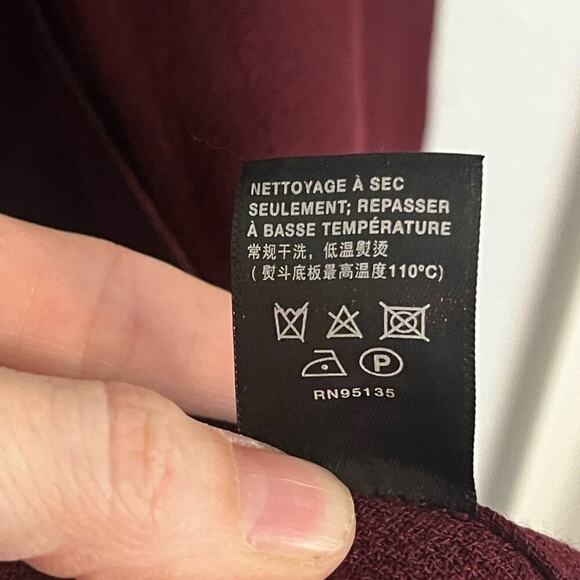 NETTOYAGE À SEC
SEULEMENT; REPASSER
À BASSE TEMPÉRATURE
常规干洗，低温熨烫
(熨斗底板最高温度110°C)
P
RN95135